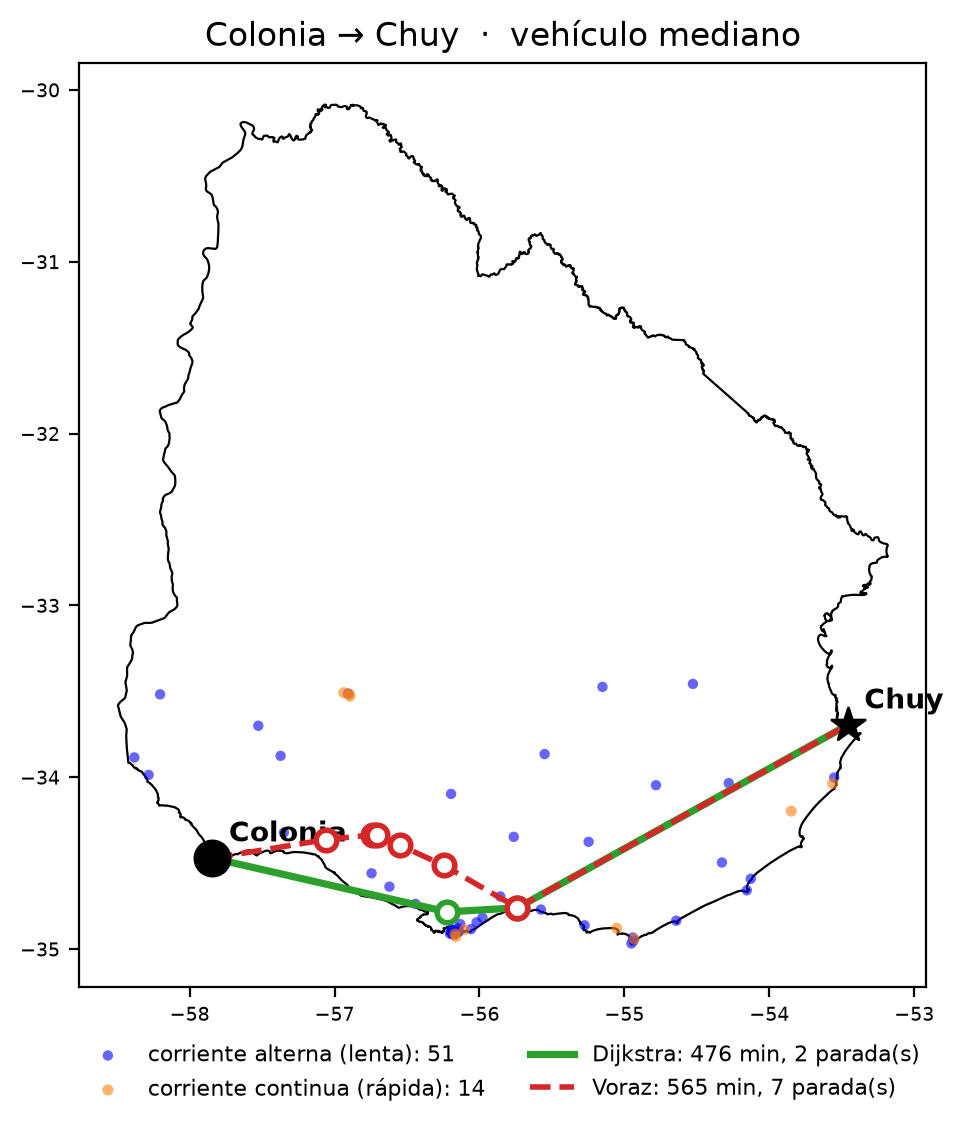 Colonia → Chuy · vehículo mediano
−30
−31
−32
−33
−34
−35
Chuy
Colonia
−58
−57
−56
−55
−54
−53
corriente alterna (lenta): 51
corriente continua (rápida): 14
Dijkstra: 476 min, 2 parada(s)
Voraz: 565 min, 7 parada(s)